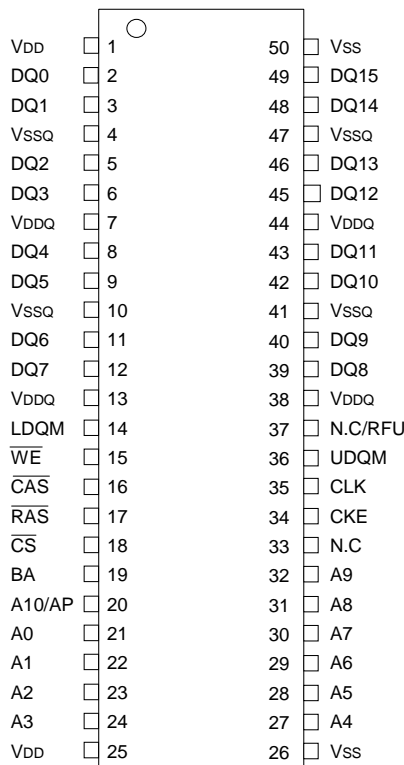 VDD 1 50 VSS
DQ0 2 49 DQ15
DQ1 3 48 DQ14
VSSQ 4 47 VSSQ
DQ2 5 46 DQ13
DQ3 6 45 DQ12
VDDQ 7 44 VDDQ
DQ4 8 43 DQ11
DQ5 9 42 DQ10
VSSQ 10 41 VSSQ
DQ6 11 40 DQ9
DQ7 12 39 DQ8
VDDQ 13 38 VDDQ
LDQM 14 37 N.C/RFU
W̅E̅ 15 36 UDQM
C̅A̅S̅ 16 35 CLK
R̅A̅S̅ 17 34 CKE
C̅S̅ 18 33 N.C
BA 19 32 A9
A10/AP 20 31 A8
A0 21 30 A7
A1 22 29 A6
A2 23 28 A5
A3 24 27 A4
VDD 25 26 VSS